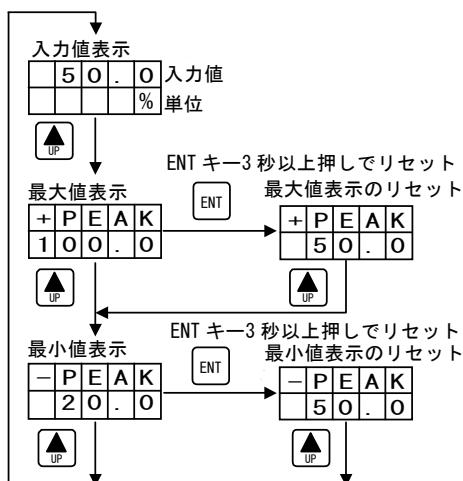 入力値表示
50.0 入力値
% 単位
UP
ENT キー3 秒以上押しでリセット
最大値表示
ENT
最大値表示のリセット
+PEAK
100.0
+PEAK
50.0
UP
UP
ENT キー3 秒以上押しでリセット
最小値表示
ENT
最小値表示のリセット
-PEAK
20.0
-PEAK
50.0
UP
UP